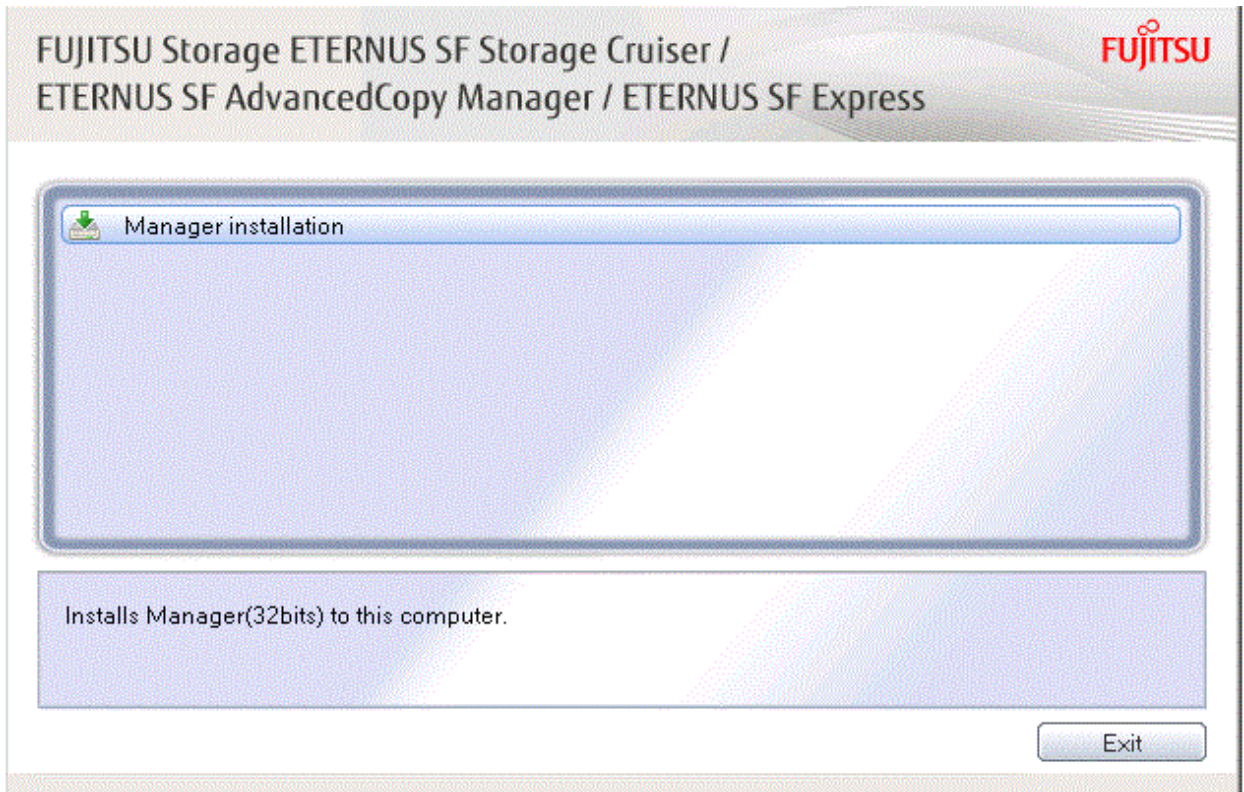 FUJITSU Storage ETERNUS SF Storage Cruiser /
ETERNUS SF AdvancedCopy Manager / ETERNUS SF Express
FUJITSU
Manager installation
Installs Manager(32bits) to this computer.
Exit